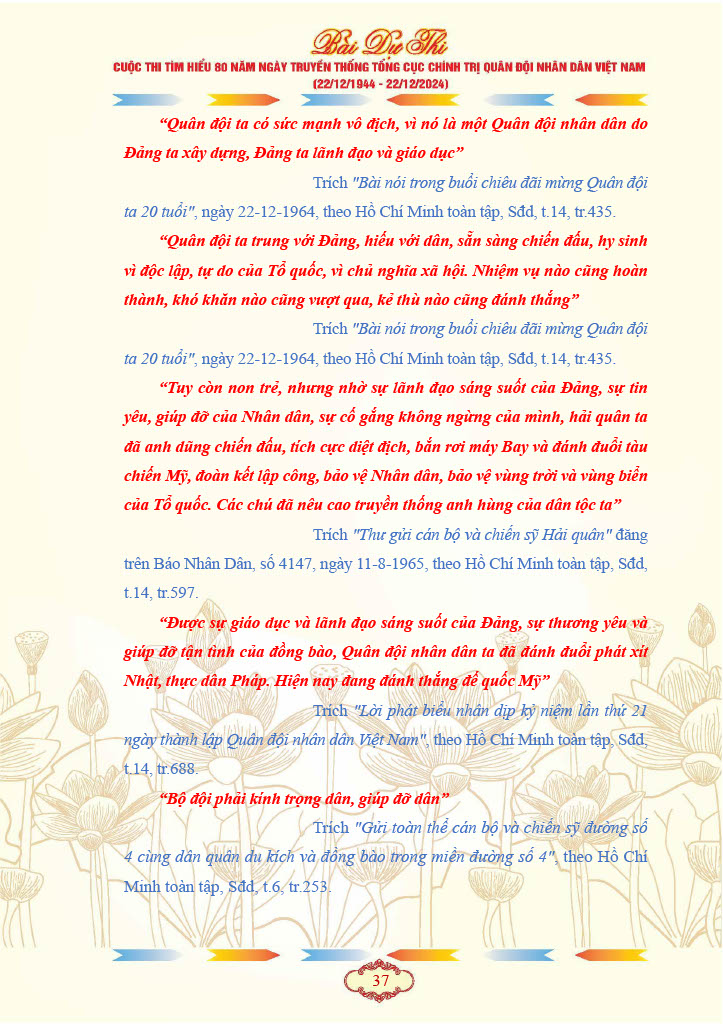 Bài Dự Thi
CUỘC THI TÌM HIỂU 80 NĂM NGÀY TRUYỀN THỐNG TỔNG CỤC CHÍNH TRỊ QUÂN ĐỘI NHÂN DÂN VIỆT NAM
(22/12/1944 - 22/12/2024)
“Quân đội ta có sức mạnh vô địch, vì nó là một Quân đội nhân dân do
Đảng ta xây dựng, Đảng ta lãnh đạo và giáo dục”
Trích "Bài nói trong buổi chiêu đãi mừng Quân đội
ta 20 tuổi", ngày 22-12-1964, theo Hồ Chí Minh toàn tập, Sđd, t.14, tr.435.
“Quân đội ta trung với Đảng, hiếu với dân, sẵn sàng chiến đấu, hy sinh
vì độc lập, tự do của Tổ quốc, vì chủ nghĩa xã hội. Nhiệm vụ nào cũng hoàn
thành, khó khăn nào cũng vượt qua, kẻ thù nào cũng đánh thắng”
Trích "Bài nói trong buổi chiêu đãi mừng Quân đội
ta 20 tuổi", ngày 22-12-1964, theo Hồ Chí Minh toàn tập, Sđd, t.14, tr.435.
“Tuy còn non trẻ, nhưng nhờ sự lãnh đạo sáng suốt của Đảng, sự tin
yêu, giúp đỡ của Nhân dân, sự cố gắng không ngừng của mình, hải quân ta
đã anh dũng chiến đấu, tích cực diệt địch, bắn rơi máy Bay và đánh đuổi tàu
chiến Mỹ, đoàn kết lập công, bảo vệ Nhân dân, bảo vệ vùng trời và vùng biển
của Tổ quốc. Các chú đã nêu cao truyền thống anh hùng của dân tộc ta”
Trích "Thư gửi cán bộ và chiến sỹ Hải quân" đăng
trên Báo Nhân Dân, số 4147, ngày 11-8-1965, theo Hồ Chí Minh toàn tập, Sđd,
t.14, tr.597.
“Được sự giáo dục và lãnh đạo sáng suốt của Đảng, sự thương yêu và
giúp đỡ tận tình của đồng bào, Quân đội nhân dân ta đã đánh đuổi phát xít
Nhật, thực dân Pháp. Hiện nay đang đánh thắng đế quốc Mỹ”
Trích "Lời phát biểu nhân dịp kỷ niệm lần thứ 21
ngày thành lập Quân đội nhân dân Việt Nam", theo Hồ Chí Minh toàn tập, Sđd,
t.14, tr.688.
“Bộ đội phải kính trọng dân, giúp đỡ dân”
Trích "Gửi toàn thể cán bộ và chiến sỹ đường số
4 cùng dân quân du kích và đồng bào trong miền đường số 4", theo Hồ Chí
Minh toàn tập, Sđd, t.6, tr.253.
37